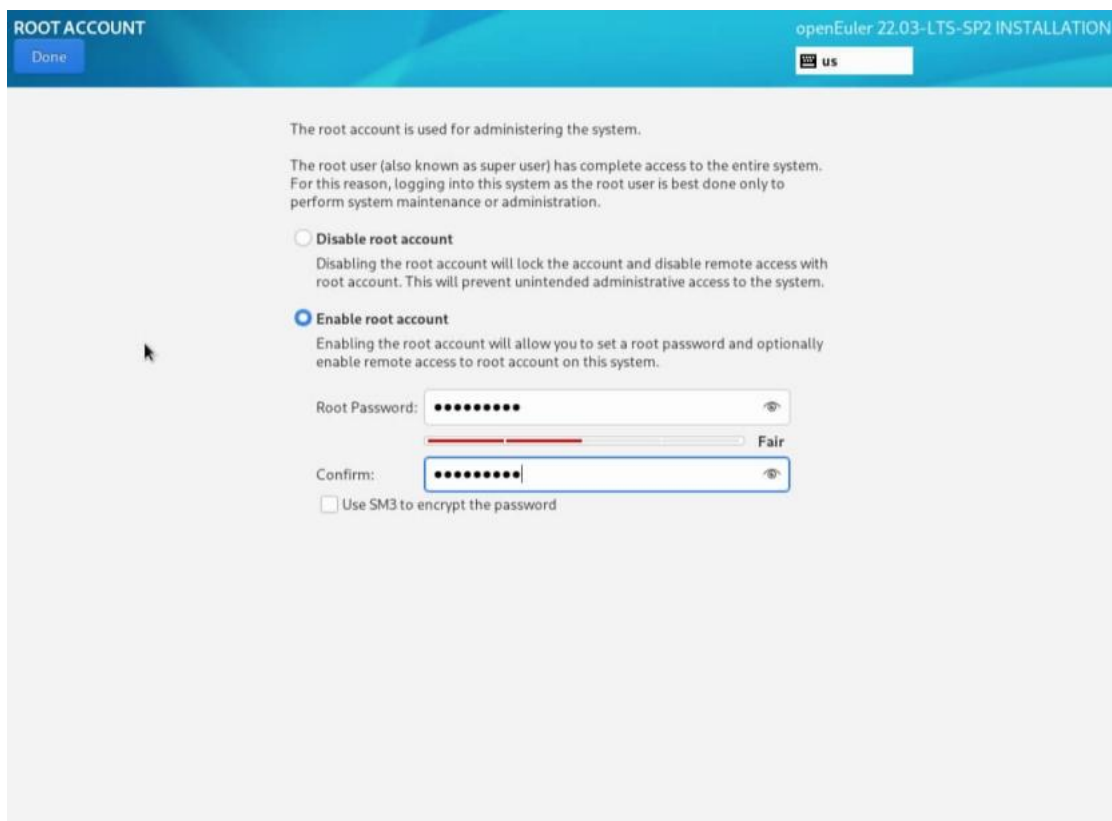 ROOT ACCOUNT
Done
openEuler 22.03-LTS-SP2 INSTALLATION
us
The root account is used for administering the system.
The root user (also known as super user) has complete access to the entire system.
For this reason, logging into this system as the root user is best done only to
perform system maintenance or administration.
Disable root account
Disabling the root account will lock the account and disable remote access with
root account. This will prevent unintended administrative access to the system.
Enable root account
Enabling the root account will allow you to set a root password and optionally
enable remote access to root account on this system.
Root Password: •••••••••
Fair
Confirm: •••••••••
Use SM3 to encrypt the password